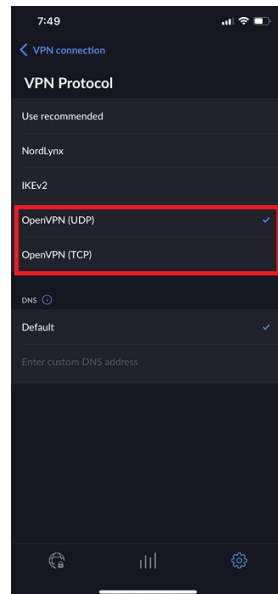 7:49
VPN connection
VPN Protocol
Use recommended
NordLynx
IKEv2
OpenVPN (UDP)
OpenVPN (TCP)
DNS
Default
Enter custom DNS address